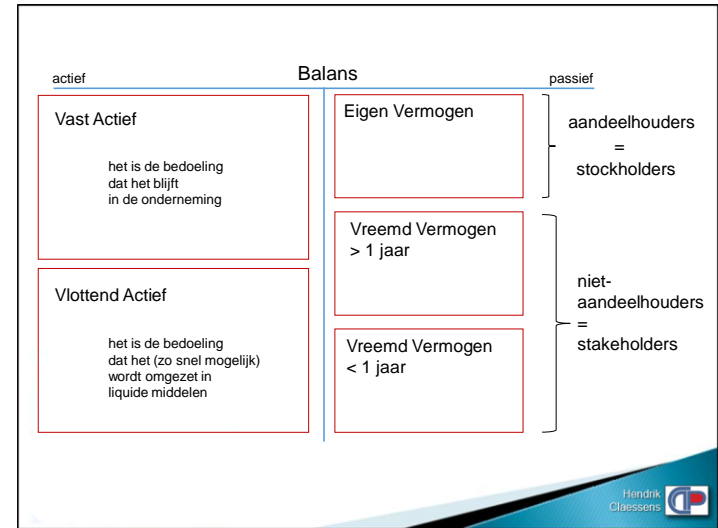 Balans
actief
passief
Vast Actief
het is de bedoeling
dat het blijft
in de onderneming
Vlottend Actief
het is de bedoeling
dat het (zo snel mogelijk)
wordt omgezet in
liquide middelen
Eigen Vermogen
Vreemd Vermogen
> 1 jaar
Vreemd Vermogen
< 1 jaar
aandeelhouders
=
stockholders
niet-
aandeelhouders
=
stakeholders
Hendrik
Claessens